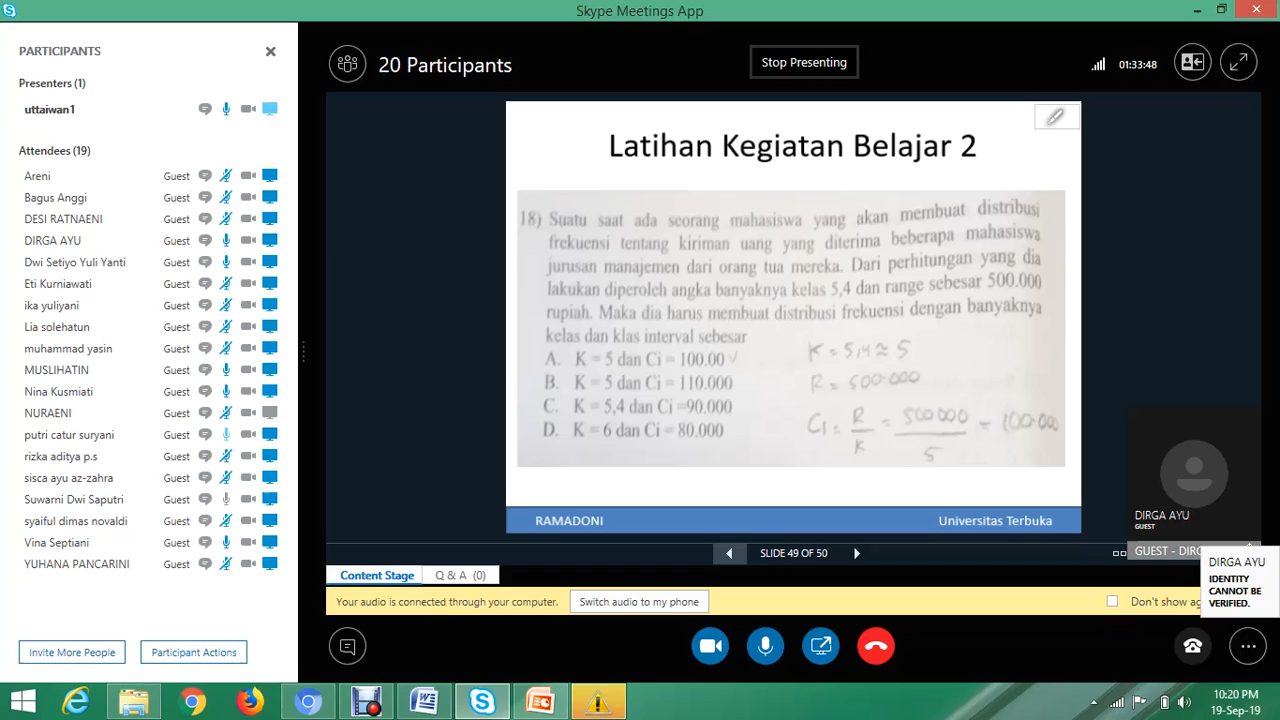 Skype Meetings App
PARTICIPANTS
Presenters (1)
uttaiwan1
Attendees (19)
Areni Guest
Bagus Anggi Guest
DESI RATNAENI Guest
DIRGA AYU Guest
Dwi Setiyo Yuli Yanti Guest
Eti Kurniawati Guest
ika yuliyani Guest
Lia solehatun Guest
muhammad yasin Guest
MUSLIHATIN Guest
Nina Kusmiati Guest
NURAENI Guest
putri catur suryani Guest
rizka aditya p.s Guest
sisca ayu az-zahra Guest
Suwarni Dwi Saputri Guest
syaiful dimas novaldi Guest
Vina Septiani Guest
YUHANA PANCARINI Guest
Invite More People
Participant Actions
20 Participants
Stop Presenting
01:33:48
Latihan Kegiatan Belajar 2
18) Suatu saat ada seorang mahasiswa yang akan membuat distribusi
frekuensi tentang kiriman uang yang diterima beberapa mahasiswa
jurusan manajemen dari orang tua mereka. Dari perhitungan yang dia
lakukan diperoleh angka banyaknya kelas 5,4 dan range sebesar 500.000
rupiah. Maka dia harus membuat distribusi frekuensi dengan banyaknya
kelas dan klas interval sebesar
A. K = 5 dan Ci = 100.00
B. K = 5 dan Ci = 110.000
C. K = 5,4 dan Ci =90.000
D. K = 6 dan Ci = 80.000
K = 5,4 ≈ 5
R = 500.000
Ci = R/K = 500000/5 = 100.000
RAMADONI
Universitas Terbuka
DIRGA AYU
GUEST
GUEST - DIRG
DIRGA AYU
IDENTITY
CANNOT BE
VERIFIED.
SLIDE 49 OF 50
Content Stage
Q & A (0)
Your audio is connected through your computer.
Switch audio to my phone
Don't show ag
10:20 PM
19-Sep-19